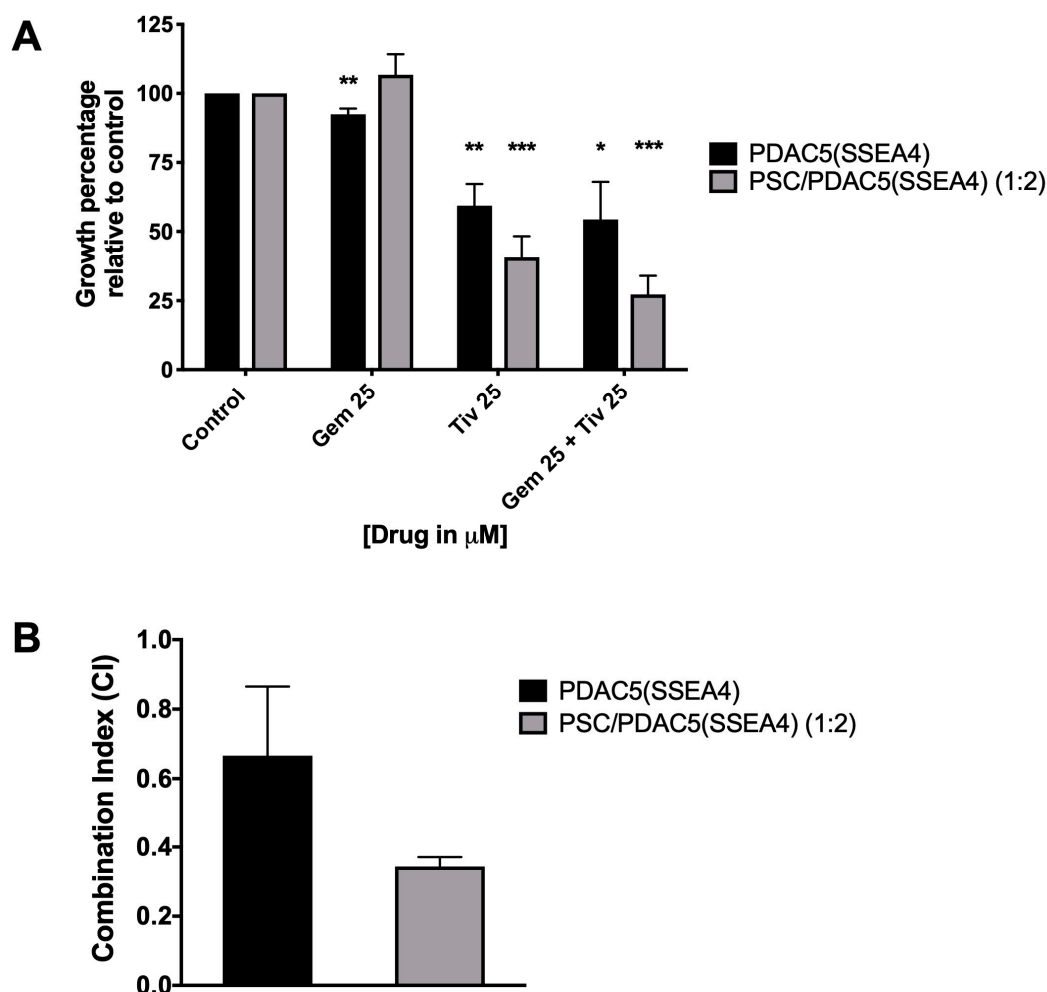 A
Growth percentage
relative to control
125
100
75
50
25
0
**
**
***
*
***
PDAC5(SSEA4)
PSC/PDAC5(SSEA4) (1:2)
Control
Gem 25
Tiv 25
Gem 25 + Tiv 25
[Drug in μM]
B
Combination Index (CI)
1.0
0.8
0.6
0.4
0.2
0.0
PDAC5(SSEA4)
PSC/PDAC5(SSEA4) (1:2)